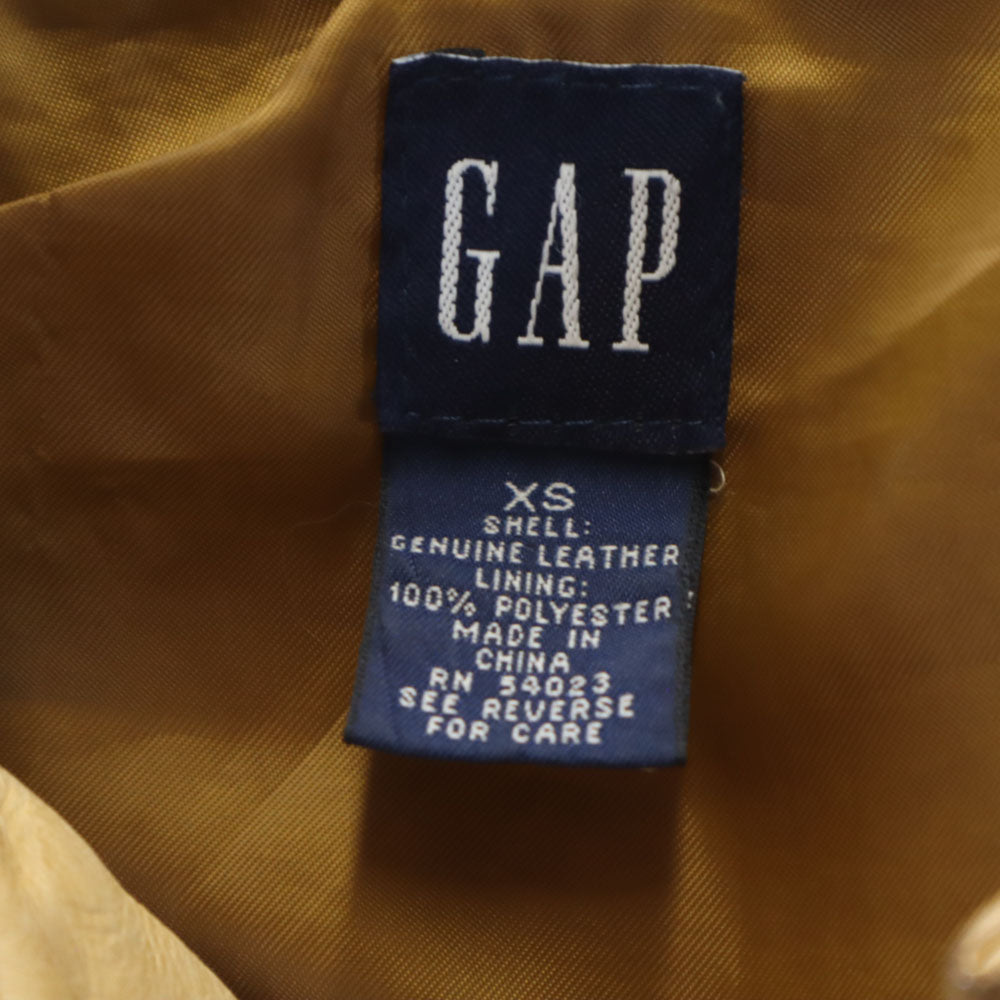 GAP
XS
SHELL:
GENUINE LEATHER
LINING:
100% POLYESTER
MADE IN
CHINA
RN 54023
SEE REVERSE
FOR CARE